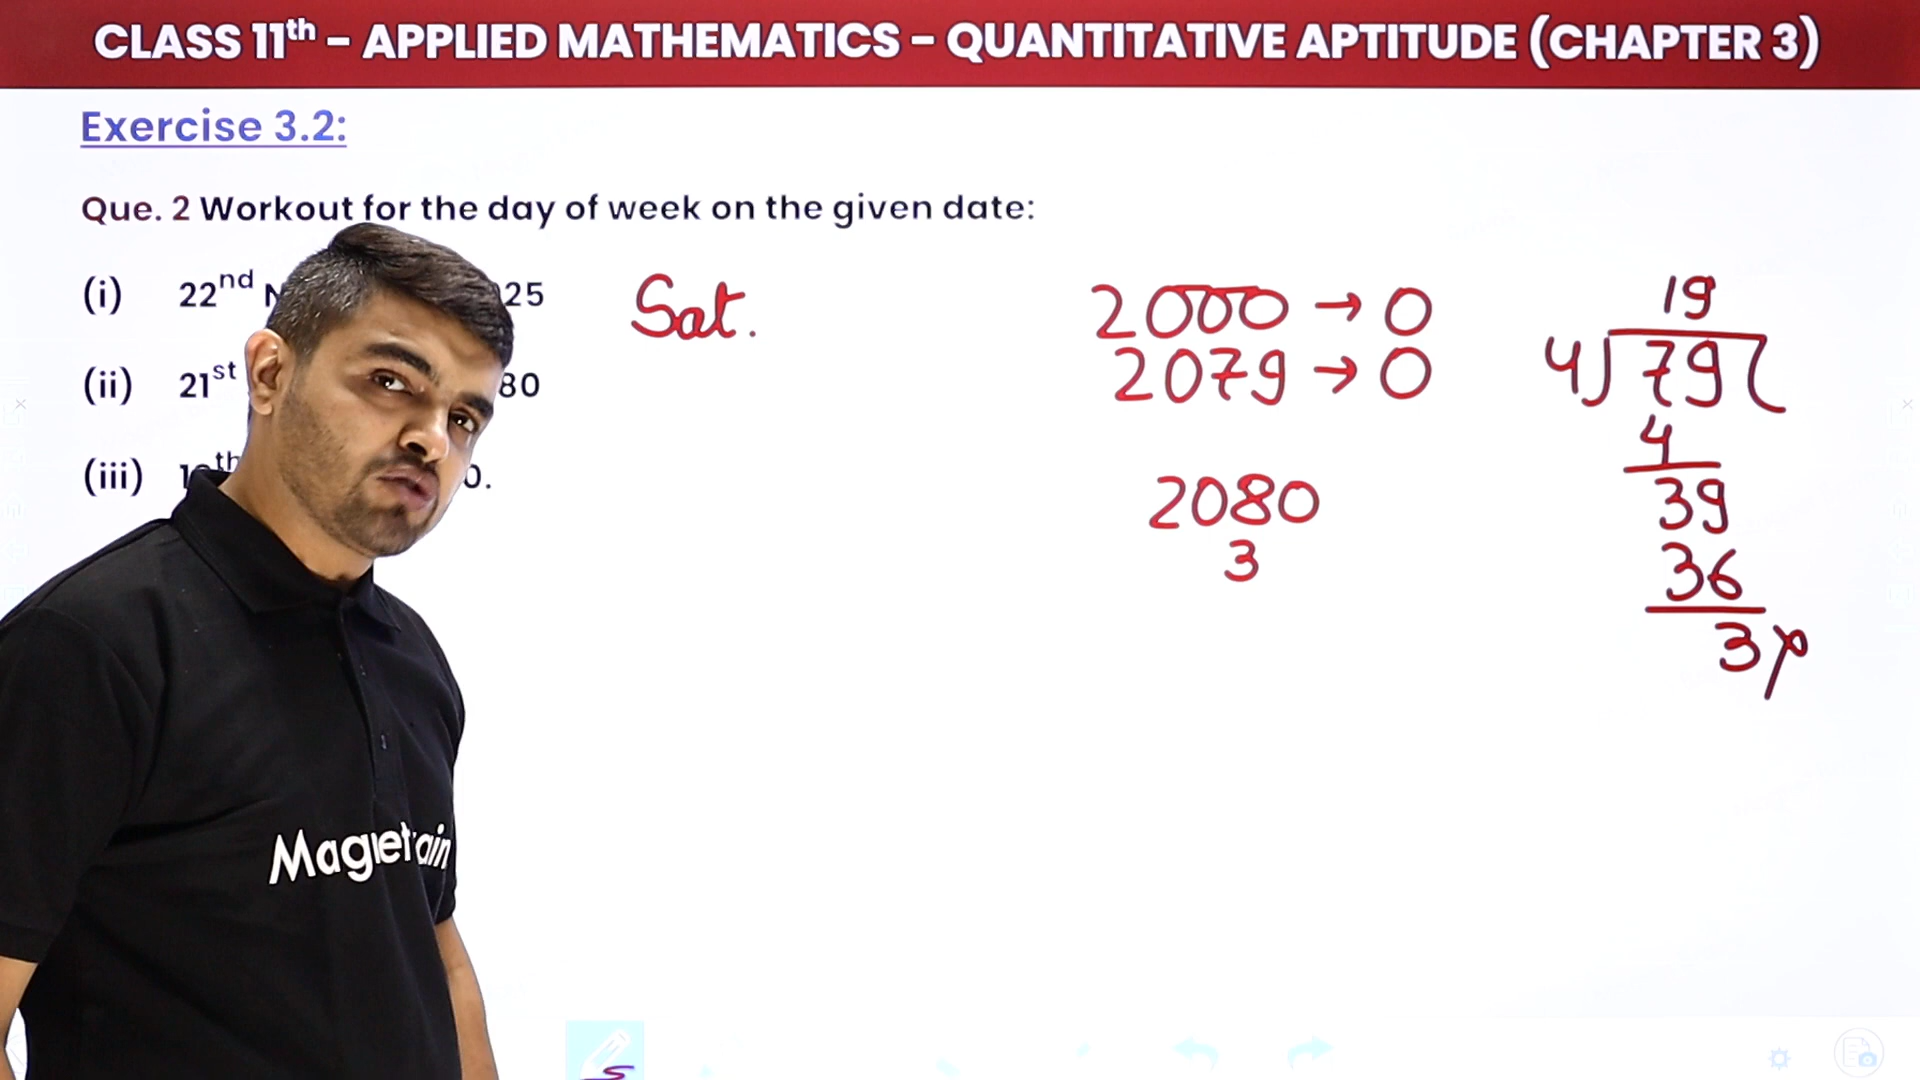 CLASS 11th - APPLIED MATHEMATICS - QUANTITATIVE APTITUDE (CHAPTER 3)
Exercise 3.2:
Que. 2 Workout for the day of week on the given date:
(i) 22nd N 25
Sat.
(ii) 21st 80
(iii) th 0.
2000 → 0
2079 → 0
2080
3
19
4)79(
4
39
36
3